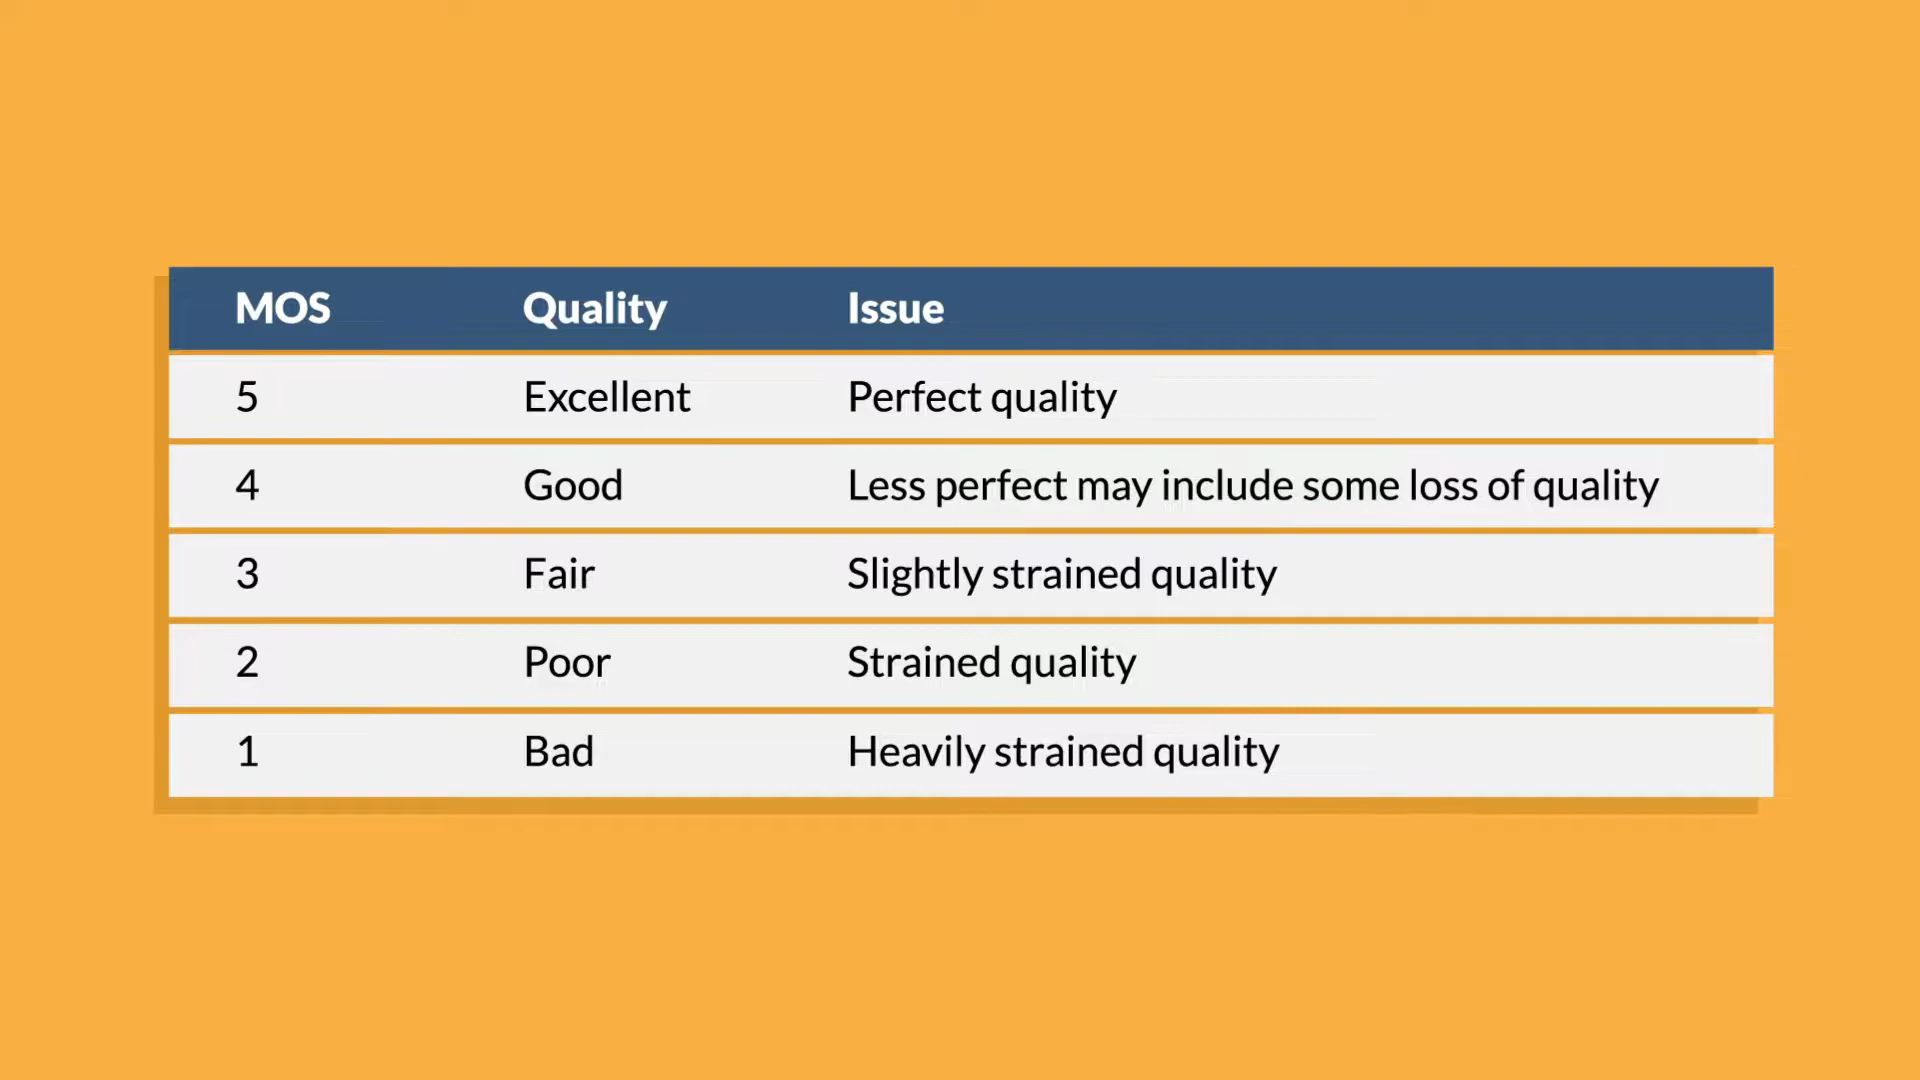 MOS Quality Issue
5 Excellent Perfect quality
4 Good Less perfect may include some loss of quality
3 Fair Slightly strained quality
2 Poor Strained quality
1 Bad Heavily strained quality